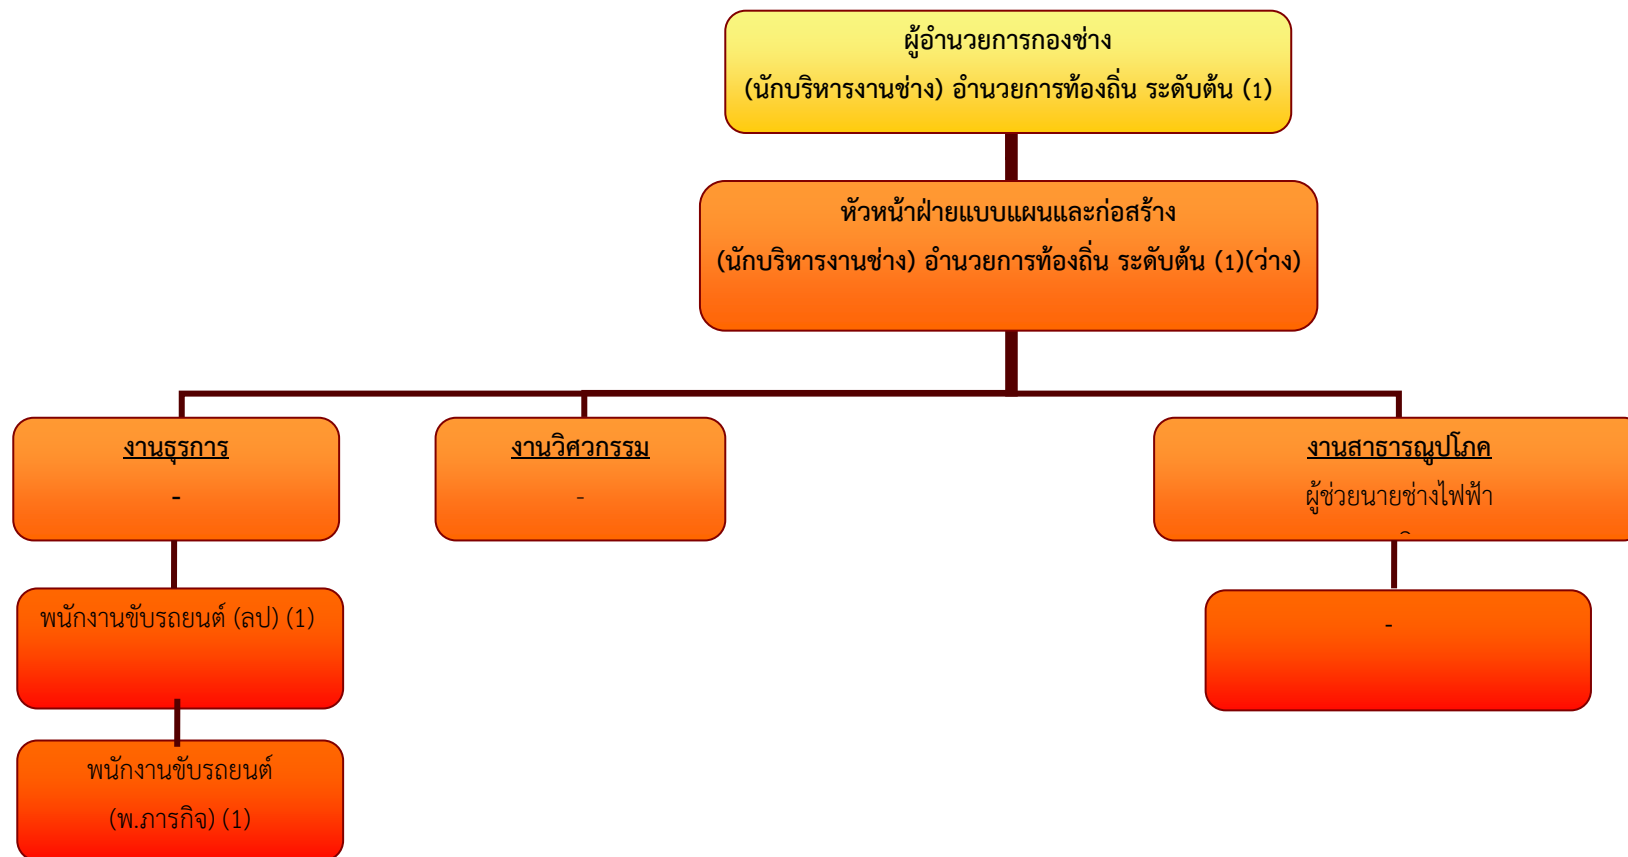 ผู้อำนวยการกองช่าง
(นักบริหารงานช่าง) อำนวยการท้องถิ่น ระดับต้น (1)
หัวหน้าฝ่ายแบบแผนและก่อสร้าง
(นักบริหารงานช่าง) อำนวยการท้องถิ่น ระดับต้น (1)(ว่าง)
งานธุรการ
-
งานวิศวกรรม
-
งานสาธารณูปโภค
ผู้ช่วยนายช่างไฟฟ้า
พนักงานขับรถยนต์ (ลป) (1)
-
พนักงานขับรถยนต์
(พ.ภารกิจ) (1)